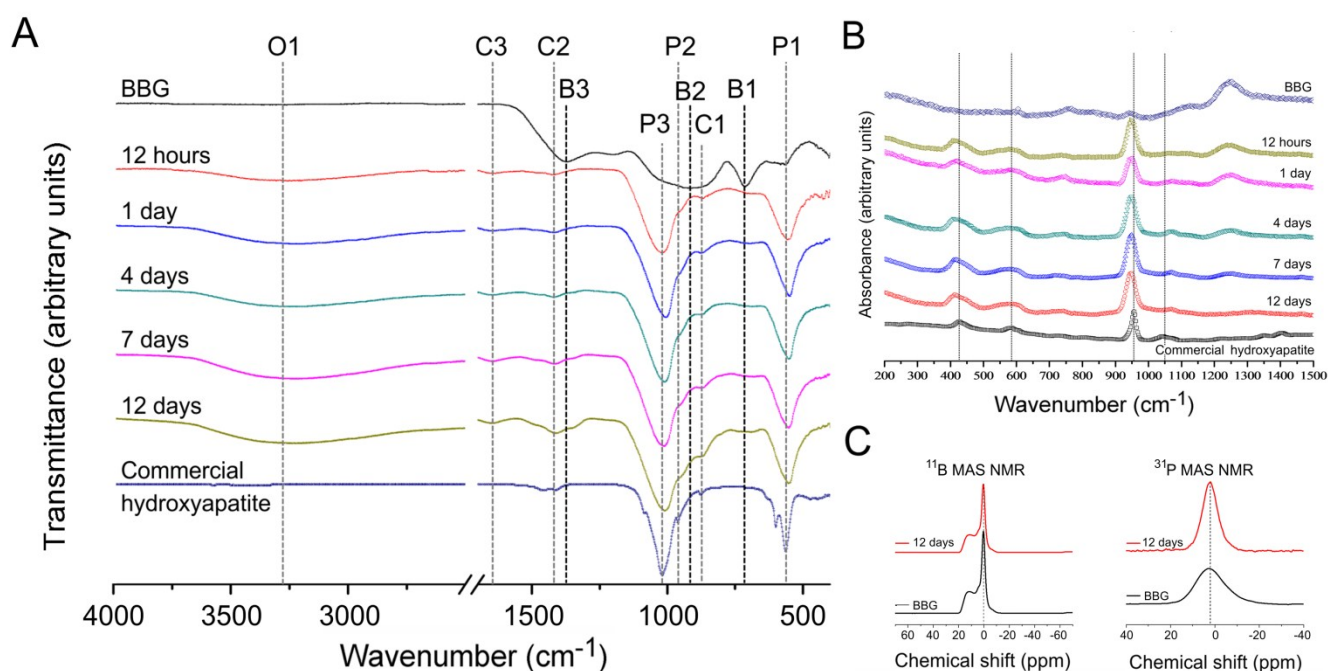 A
O1
C3
C2
P2
P1
B3
B2
B1
P3
C1
BBG
12 hours
1 day
4 days
7 days
12 days
Commercial
hydroxyapatite
Transmittance (arbitrary units)
4000 3500 3000 1500 1000 500
Wavenumber (cm-1)
B
BBG
12 hours
1 day
4 days
7 days
12 days
Commercial hydroxyapatite
Absorbance (arbitrary units)
200 300 400 500 600 700 800 900 1000 1100 1200 1300 1400 1500
Wavenumber (cm-1)
C
11B MAS NMR
12 days
BBG
60 40 20 0 -20 -40 -60
Chemical shift (ppm)
31P MAS NMR
12 days
BBG
40 20 0 -20 -40
Chemical shift (ppm)